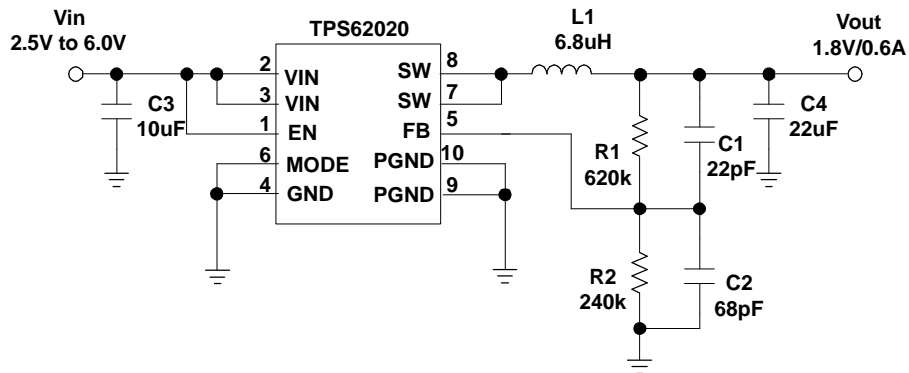 TPS62020
Vin
2.5V to 6.0V
L1
6.8uH
Vout
1.8V/0.6A
2
VIN
SW
8
3
VIN
SW
7
1
EN
FB
5
6
MODE
PGND
10
4
GND
PGND
9
C3
10uF
R1
620k
C1
22pF
C4
22uF
R2
240k
C2
68pF